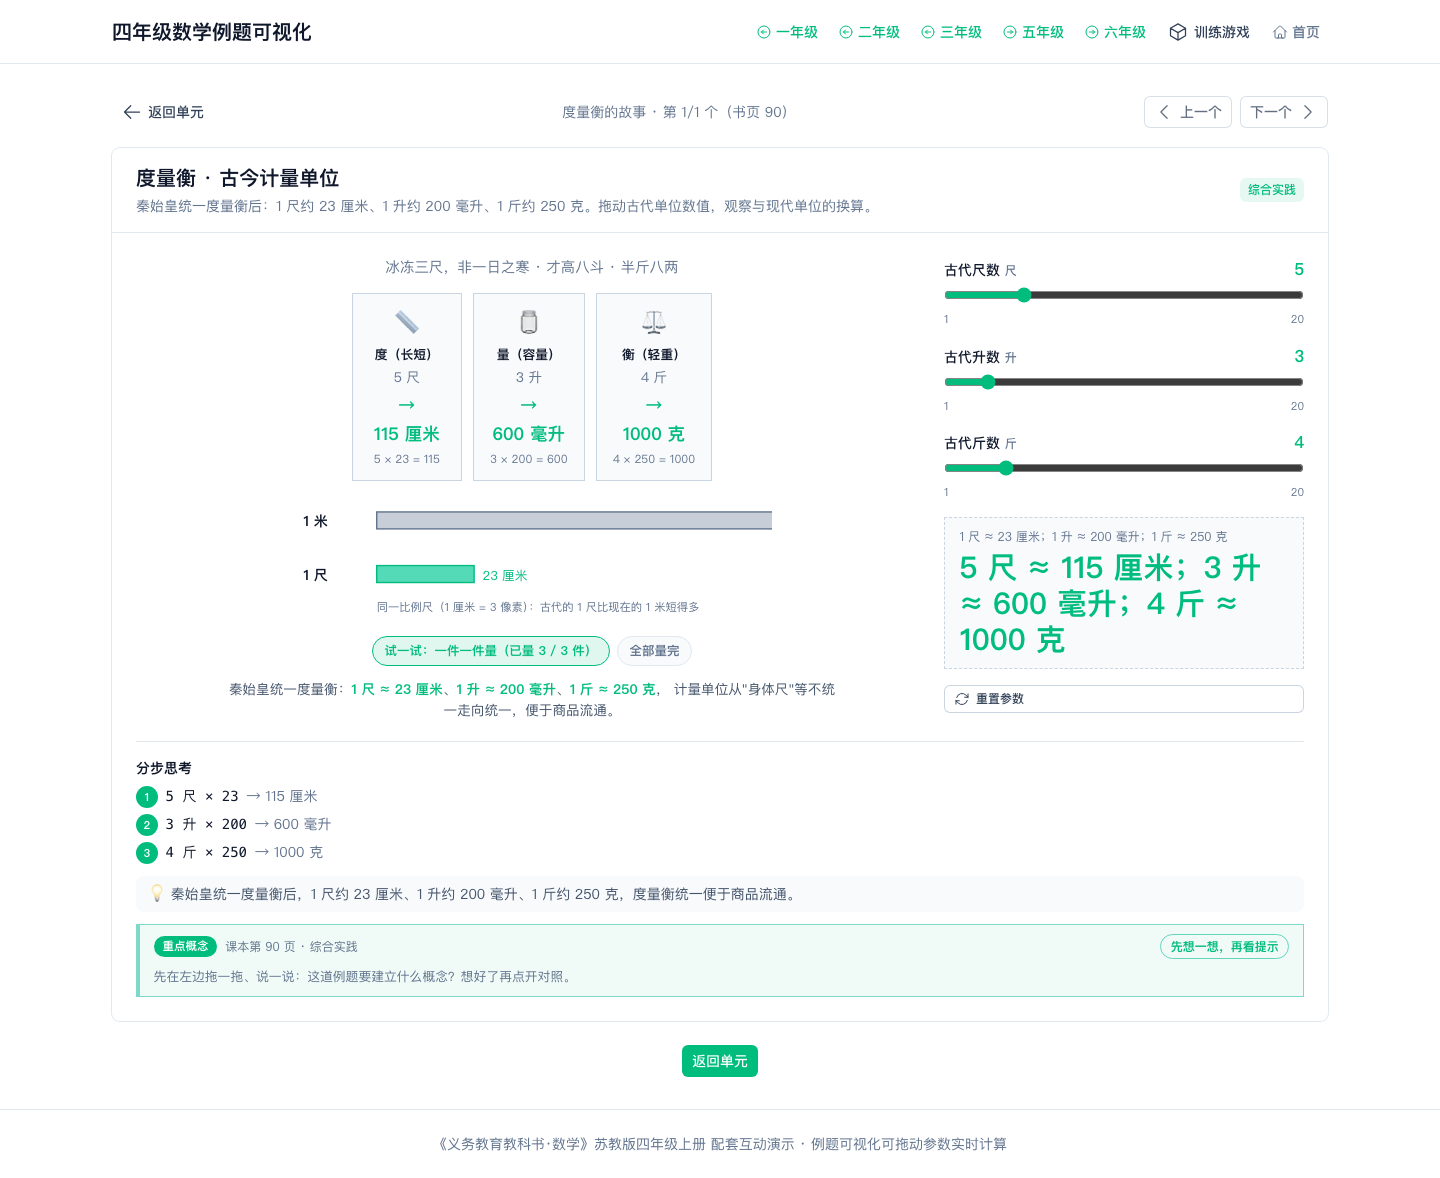 四年级数学例题可视化
一年级 二年级 三年级 五年级 六年级 训练游戏 首页
返回单元
度量衡的故事 · 第 1/1 个（书页 90）
上一个 下一个
度量衡 · 古今计量单位
秦始皇统一度量衡后：1 尺约 23 厘米、1 升约 200 毫升、1 斤约 250 克。拖动古代单位数值，观察与现代单位的换算。
综合实践
冰冻三尺，非一日之寒 · 才高八斗 · 半斤八两
度（长短） 量（容量） 衡（轻重）
5 尺 3 升 4 斤
→ → →
115 厘米 600 毫升 1000 克
5 × 23 = 115 3 × 200 = 600 4 × 250 = 1000
1 米
1 尺 23 厘米
同一比例尺（1 厘米 = 3 像素）：古代的 1 尺比现在的 1 米短得多
试一试：一件一件量（已量 3 / 3 件） 全部量完
秦始皇统一度量衡：1 尺 ≈ 23 厘米、1 升 ≈ 200 毫升、1 斤 ≈ 250 克， 计量单位从"身体尺"等不统
一走向统一，便于商品流通。
古代尺数 尺 5
1 20
古代升数 升 3
1 20
古代斤数 斤 4
1 20
1 尺 ≈ 23 厘米；1 升 ≈ 200 毫升；1 斤 ≈ 250 克
5 尺 ≈ 115 厘米；3 升
≈ 600 毫升；4 斤 ≈
1000 克
重置参数
分步思考
1 5 尺 × 23 → 115 厘米
2 3 升 × 200 → 600 毫升
3 4 斤 × 250 → 1000 克
秦始皇统一度量衡后，1 尺约 23 厘米、1 升约 200 毫升、1 斤约 250 克，度量衡统一便于商品流通。
重点概念 课本第 90 页 · 综合实践
先想一想，再看提示
先在左边拖一拖、说一说：这道例题要建立什么概念？想好了再点开对照。
返回单元
《义务教育教科书·数学》苏教版四年级上册 配套互动演示 · 例题可视化可拖动参数实时计算